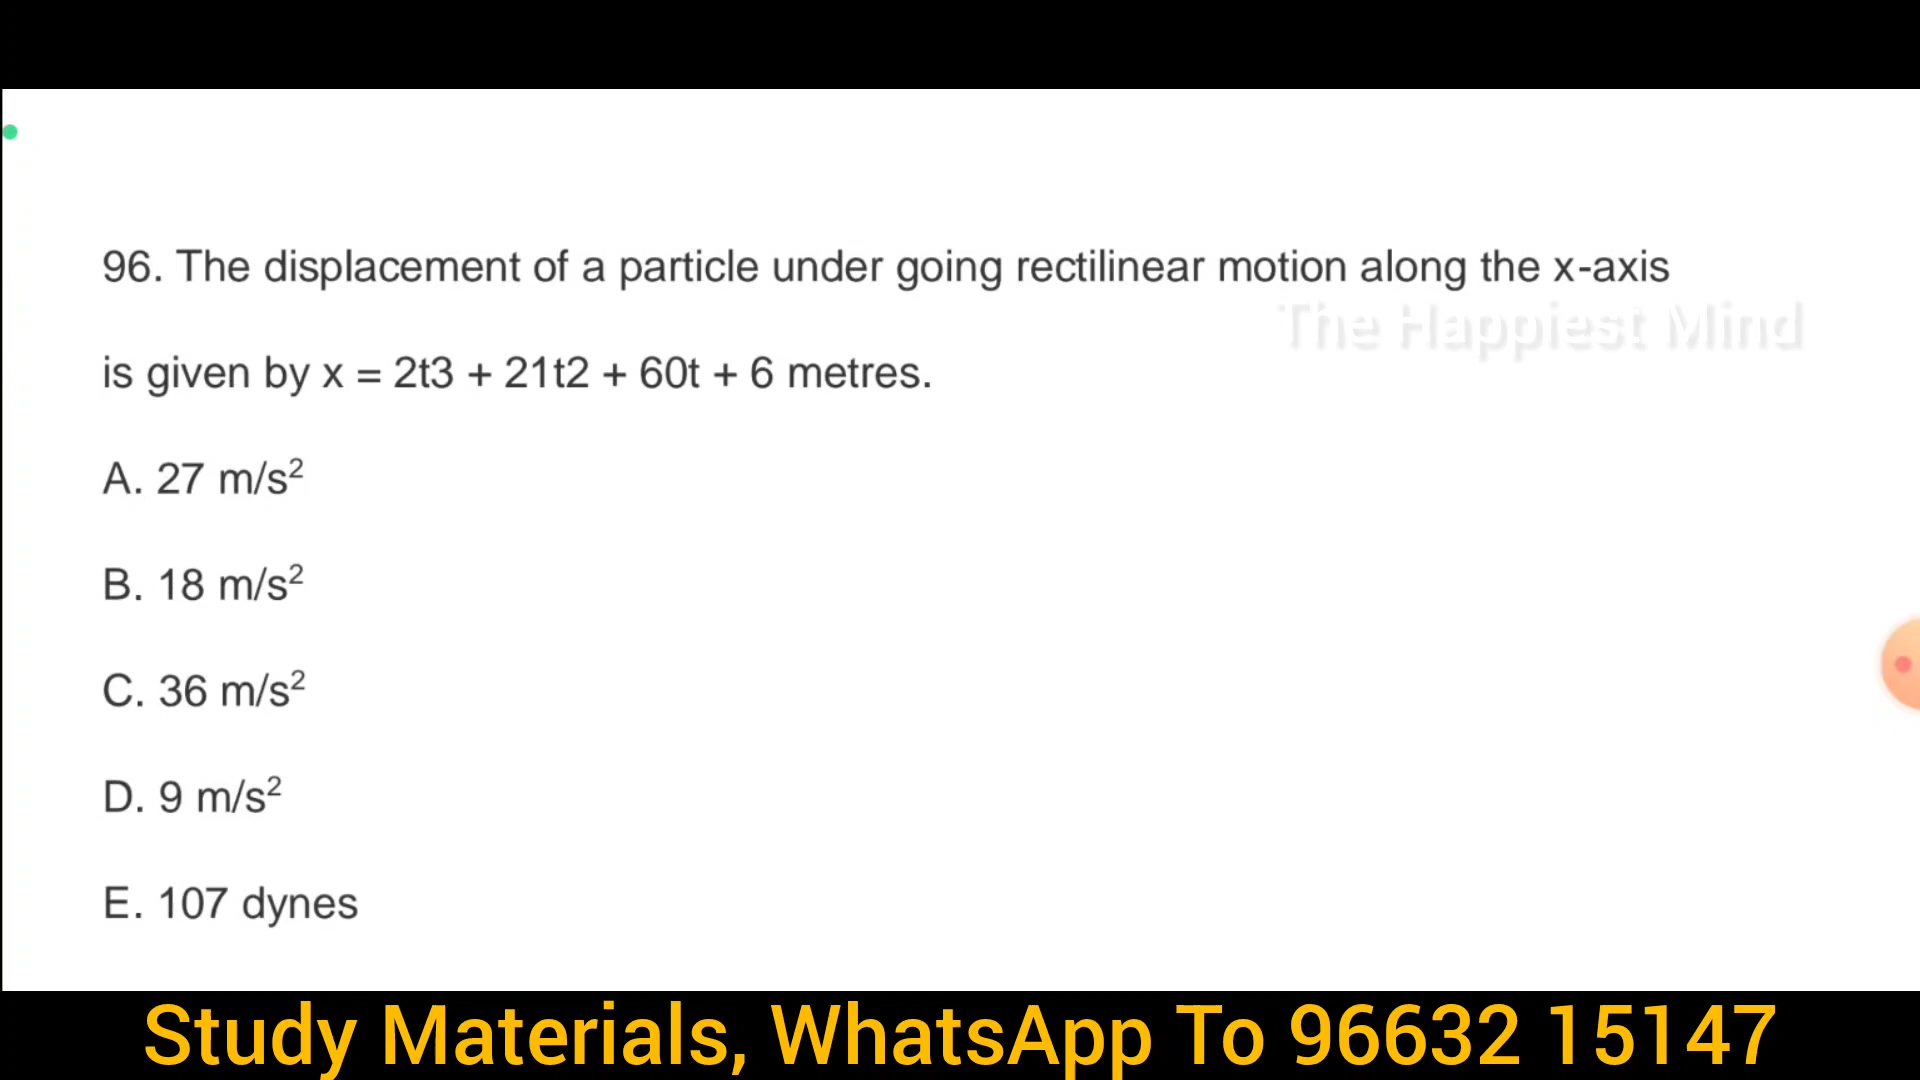 96. The displacement of a particle under going rectilinear motion along the x-axis
The Happiest Mind
is given by x = 2t3 + 21t2 + 60t + 6 metres.
A. 27 m/s²
B. 18 m/s²
C. 36 m/s²
D. 9 m/s²
E. 107 dynes
Study Materials, WhatsApp To 96632 15147